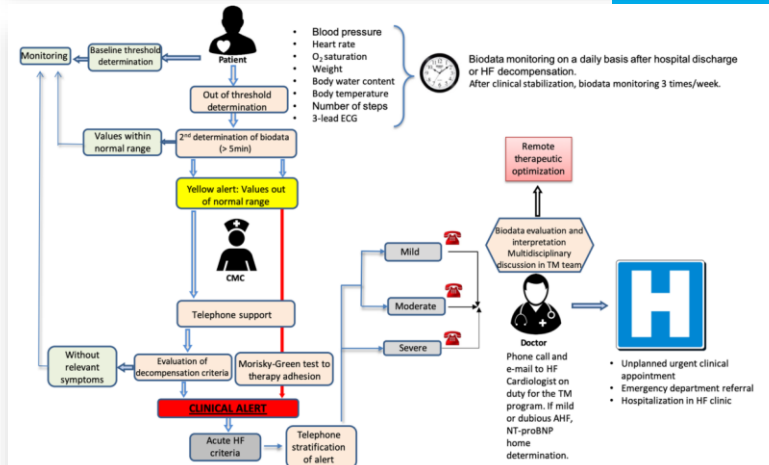 Monitoring
Baseline threshold
determination
Patient
• Blood pressure
• Heart rate
• O2 saturation
• Weight
• Body water content
• Body temperature
• Number of steps
• 3-lead ECG
Biodata monitoring on a daily basis after hospital discharge
or HF decompensation.
After clinical stabilization, biodata monitoring 3 times/week.
Out of threshold
determination
Values within
normal range
2nd determination of biodata
(> 5min)
Yellow alert: Values out
of normal range
CMC
Telephone support
Without
relevant
symptoms
Evaluation of
decompensation criteria
Morisky-Green test to
therapy adhesion
CLINICAL ALERT
Acute HF
criteria
Telephone
stratification
of alert
Mild
Moderate
Severe
Remote
therapeutic
optimization
Biodata evaluation and
interpretation
Multidisciplinary
discussion in TM team
Doctor
Phone call and
e-mail to HF
Cardiologist on
duty for the TM
program. If mild
or dubious AHF,
NT-proBNP
home
determination.
H
• Unplanned urgent clinical
appointment
• Emergency department referral
• Hospitalization in HF clinic